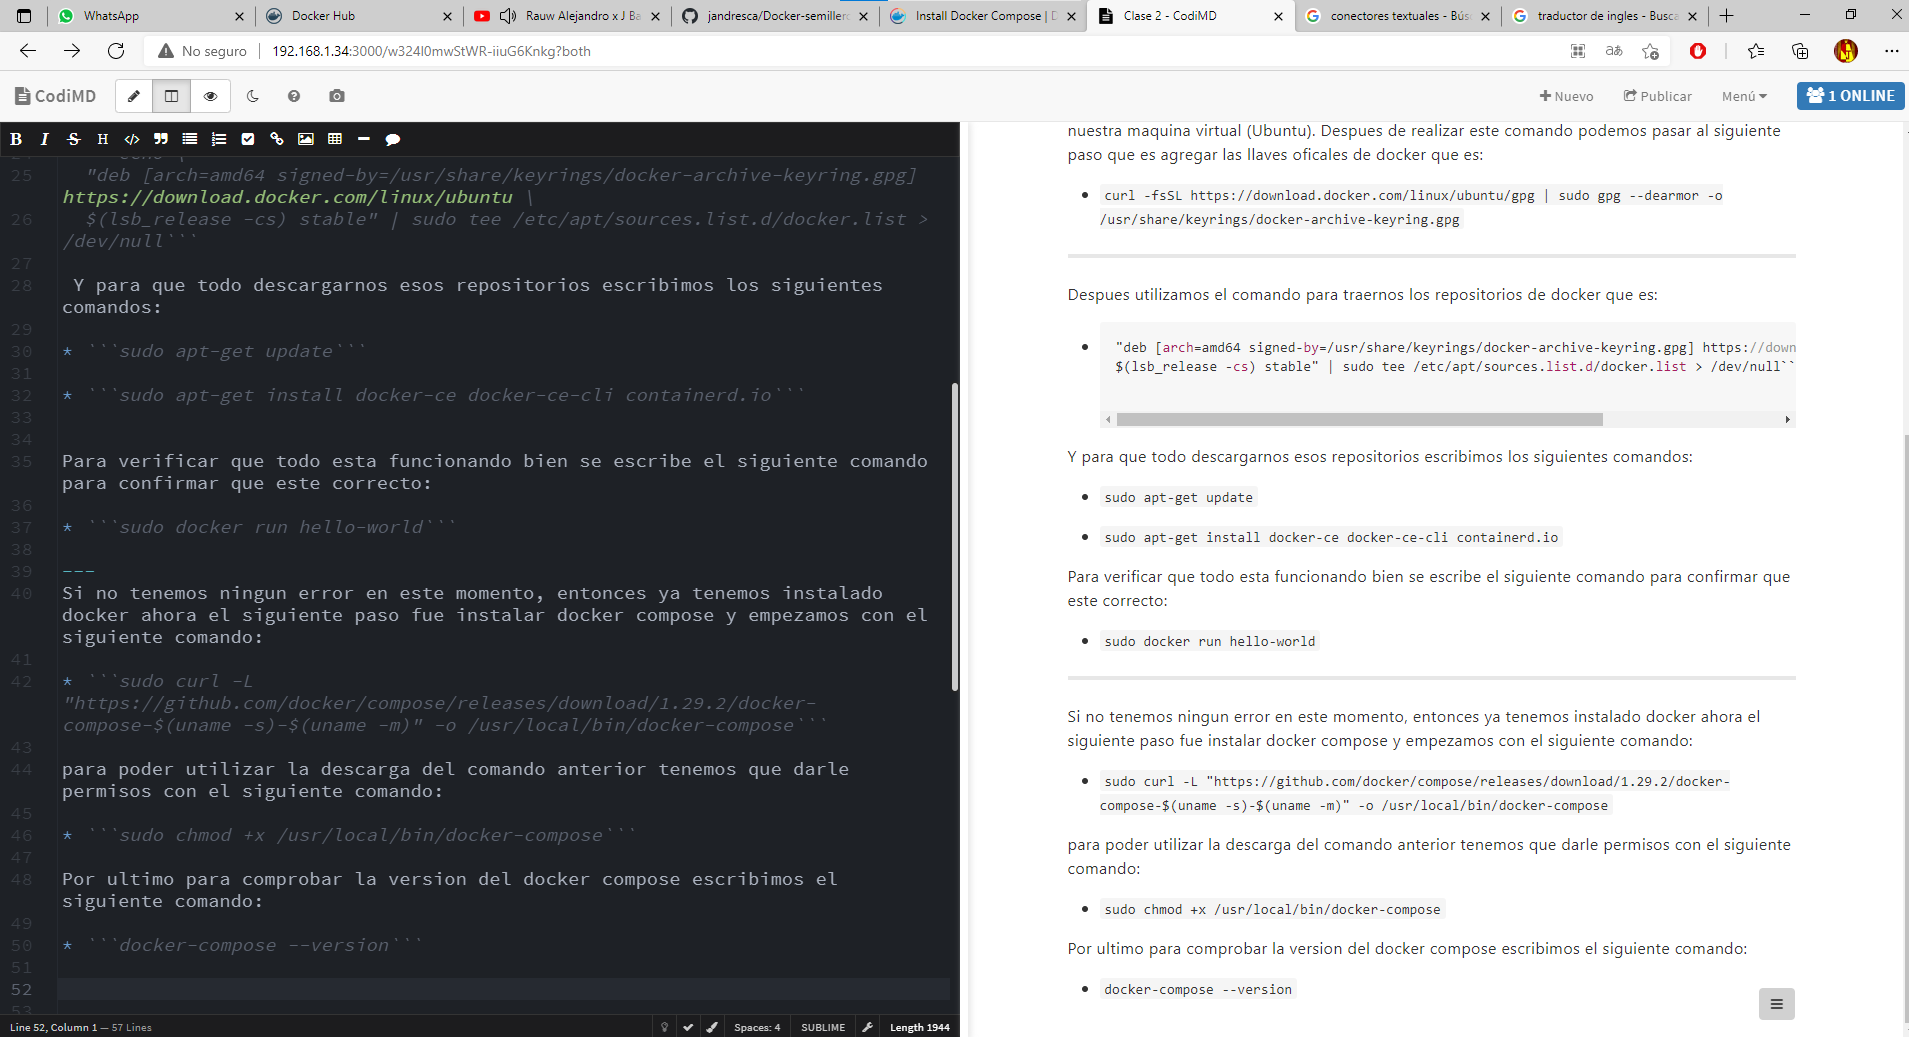 WhatsApp
Docker Hub
Rauw Alejandro x J Ba
jandresca/Docker-semiller
Install Docker Compose | D
Clase 2 - CodiMD
conectores textuales - Bús
traductor de ingles - Busca
No seguro
192.168.1.34:3000/w324I0mwStWR-iiuG6Knkg?both
CodiMD
Nuevo
Publicar
Menú
1 ONLINE
B I S H
25 "deb [arch=amd64 signed-by=/usr/share/keyrings/docker-archive-keyring.gpg]
https://download.docker.com/linux/ubuntu \
26 $(lsb_release -cs) stable" | sudo tee /etc/apt/sources.list.d/docker.list >
/dev/null```
27
28 Y para que todo descargarnos esos repositorios escribimos los siguientes
comandos:
29
30 * ```sudo apt-get update```
31
32 * ```sudo apt-get install docker-ce docker-ce-cli containerd.io```
33
34
35 Para verificar que todo esta funcionando bien se escribe el siguiente comando
para confirmar que este correcto:
36
37 * ```sudo docker run hello-world```
38
39 ---
40 Si no tenemos ningun error en este momento, entonces ya tenemos instalado
docker ahora el siguiente paso fue instalar docker compose y empezamos con el
siguiente comando:
41
42 * ```sudo curl -L
"https://github.com/docker/compose/releases/download/1.29.2/docker-
compose-$(uname -s)-$(uname -m)" -o /usr/local/bin/docker-compose```
43
44 para poder utilizar la descarga del comando anterior tenemos que darle
permisos con el siguiente comando:
45
46 * ```sudo chmod +x /usr/local/bin/docker-compose```
47
48 Por ultimo para comprobar la version del docker compose escribimos el
siguiente comando:
49
50 * ```docker-compose --version```
51
52
53
Line 52, Column 1 — 57 Lines
Spaces: 4
SUBLIME
Length 1944
nuestra maquina virtual (Ubuntu). Despues de realizar este comando podemos pasar al siguiente
paso que es agregar las llaves oficales de docker que es:
curl -fsSL https://download.docker.com/linux/ubuntu/gpg | sudo gpg --dearmor -o
/usr/share/keyrings/docker-archive-keyring.gpg
Despues utilizamos el comando para traernos los repositorios de docker que es:
"deb [arch=amd64 signed-by=/usr/share/keyrings/docker-archive-keyring.gpg] https://down
$(lsb_release -cs) stable" | sudo tee /etc/apt/sources.list.d/docker.list > /dev/null``
Y para que todo descargarnos esos repositorios escribimos los siguientes comandos:
sudo apt-get update
sudo apt-get install docker-ce docker-ce-cli containerd.io
Para verificar que todo esta funcionando bien se escribe el siguiente comando para confirmar que
este correcto:
sudo docker run hello-world
Si no tenemos ningun error en este momento, entonces ya tenemos instalado docker ahora el
siguiente paso fue instalar docker compose y empezamos con el siguiente comando:
sudo curl -L "https://github.com/docker/compose/releases/download/1.29.2/docker-
compose-$(uname -s)-$(uname -m)" -o /usr/local/bin/docker-compose
para poder utilizar la descarga del comando anterior tenemos que darle permisos con el siguiente
comando:
sudo chmod +x /usr/local/bin/docker-compose
Por ultimo para comprobar la version del docker compose escribimos el siguiente comando:
docker-compose --version